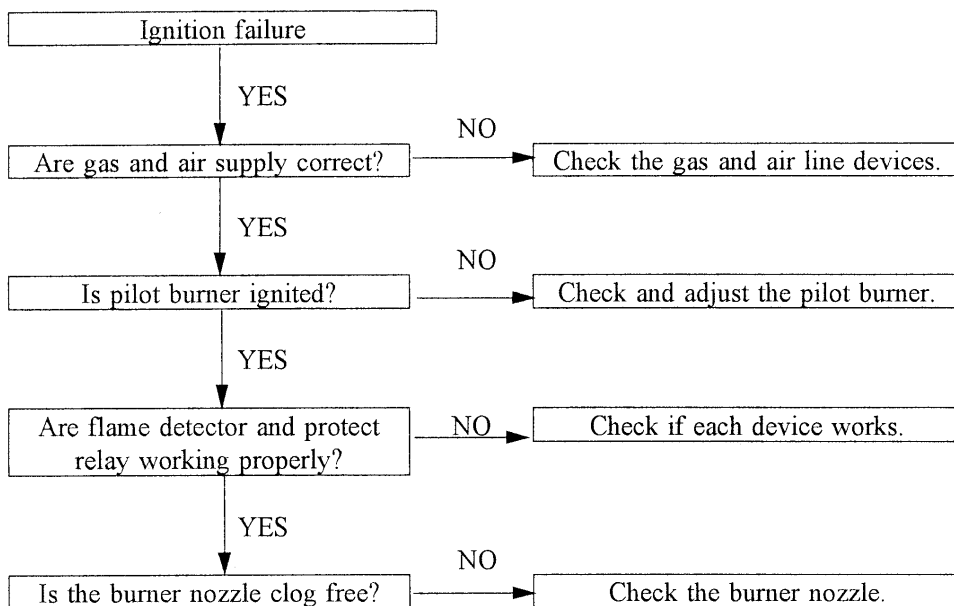 Ignition failure
YES
Are gas and air supply correct?
NO
Check the gas and air line devices.
YES
Is pilot burner ignited?
NO
Check and adjust the pilot burner.
YES
Are flame detector and protect
relay working properly?
NO
Check if each device works.
YES
Is the burner nozzle clog free?
NO
Check the burner nozzle.